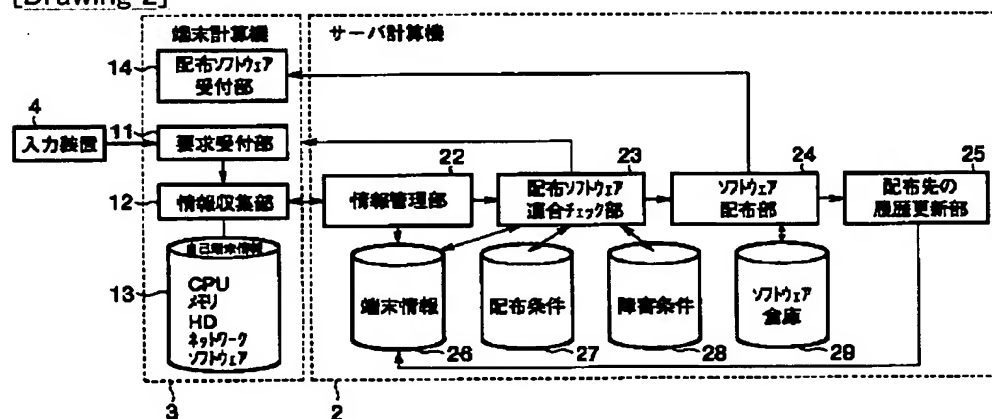 [Drawing 2]
端末計算機
サーバ計算機
14
配布ソフトウェア
受付部
4
入力装置
11
要求受付部
22
情報管理部
23
配布ソフトウェア
適合チェック部
24
ソフトウェア
配布部
25
配布先の
履歴更新部
12
情報収集部
13
自己端末情報
CPU
メモリ
HD
ネットワーク
ソフトウェア
端末情報
26
配布条件
27
障害条件
28
ソフトウェア
倉庫
29
3
2